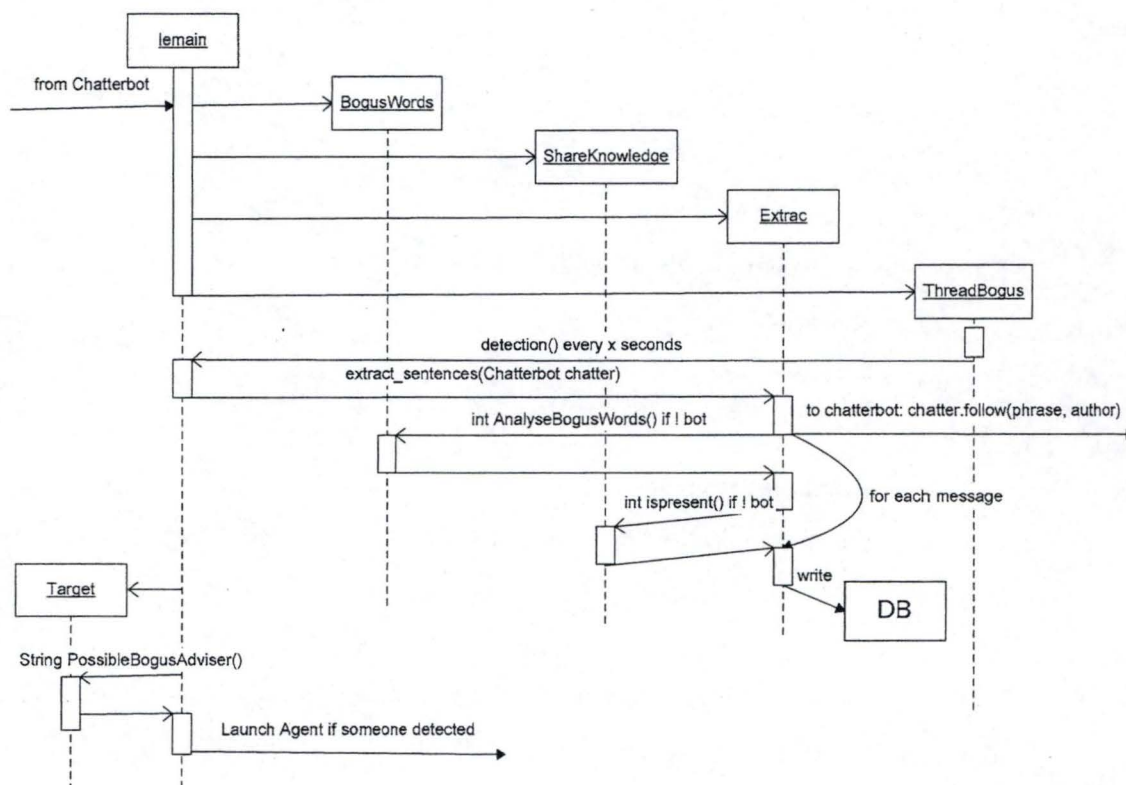 lemain
from Chatterbot
BogusWords
ShareKnowledge
Extrac
ThreadBogus
detection() every x seconds
extract_sentences(Chatterbot chatter)
to chatterbot: chatter.follow(phrase, author)
int AnalyseBogusWords() if ! bot
for each message
int ispresent() if ! bot
Target
write
DB
String PossibleBogusAdviser()
Launch Agent if someone detected